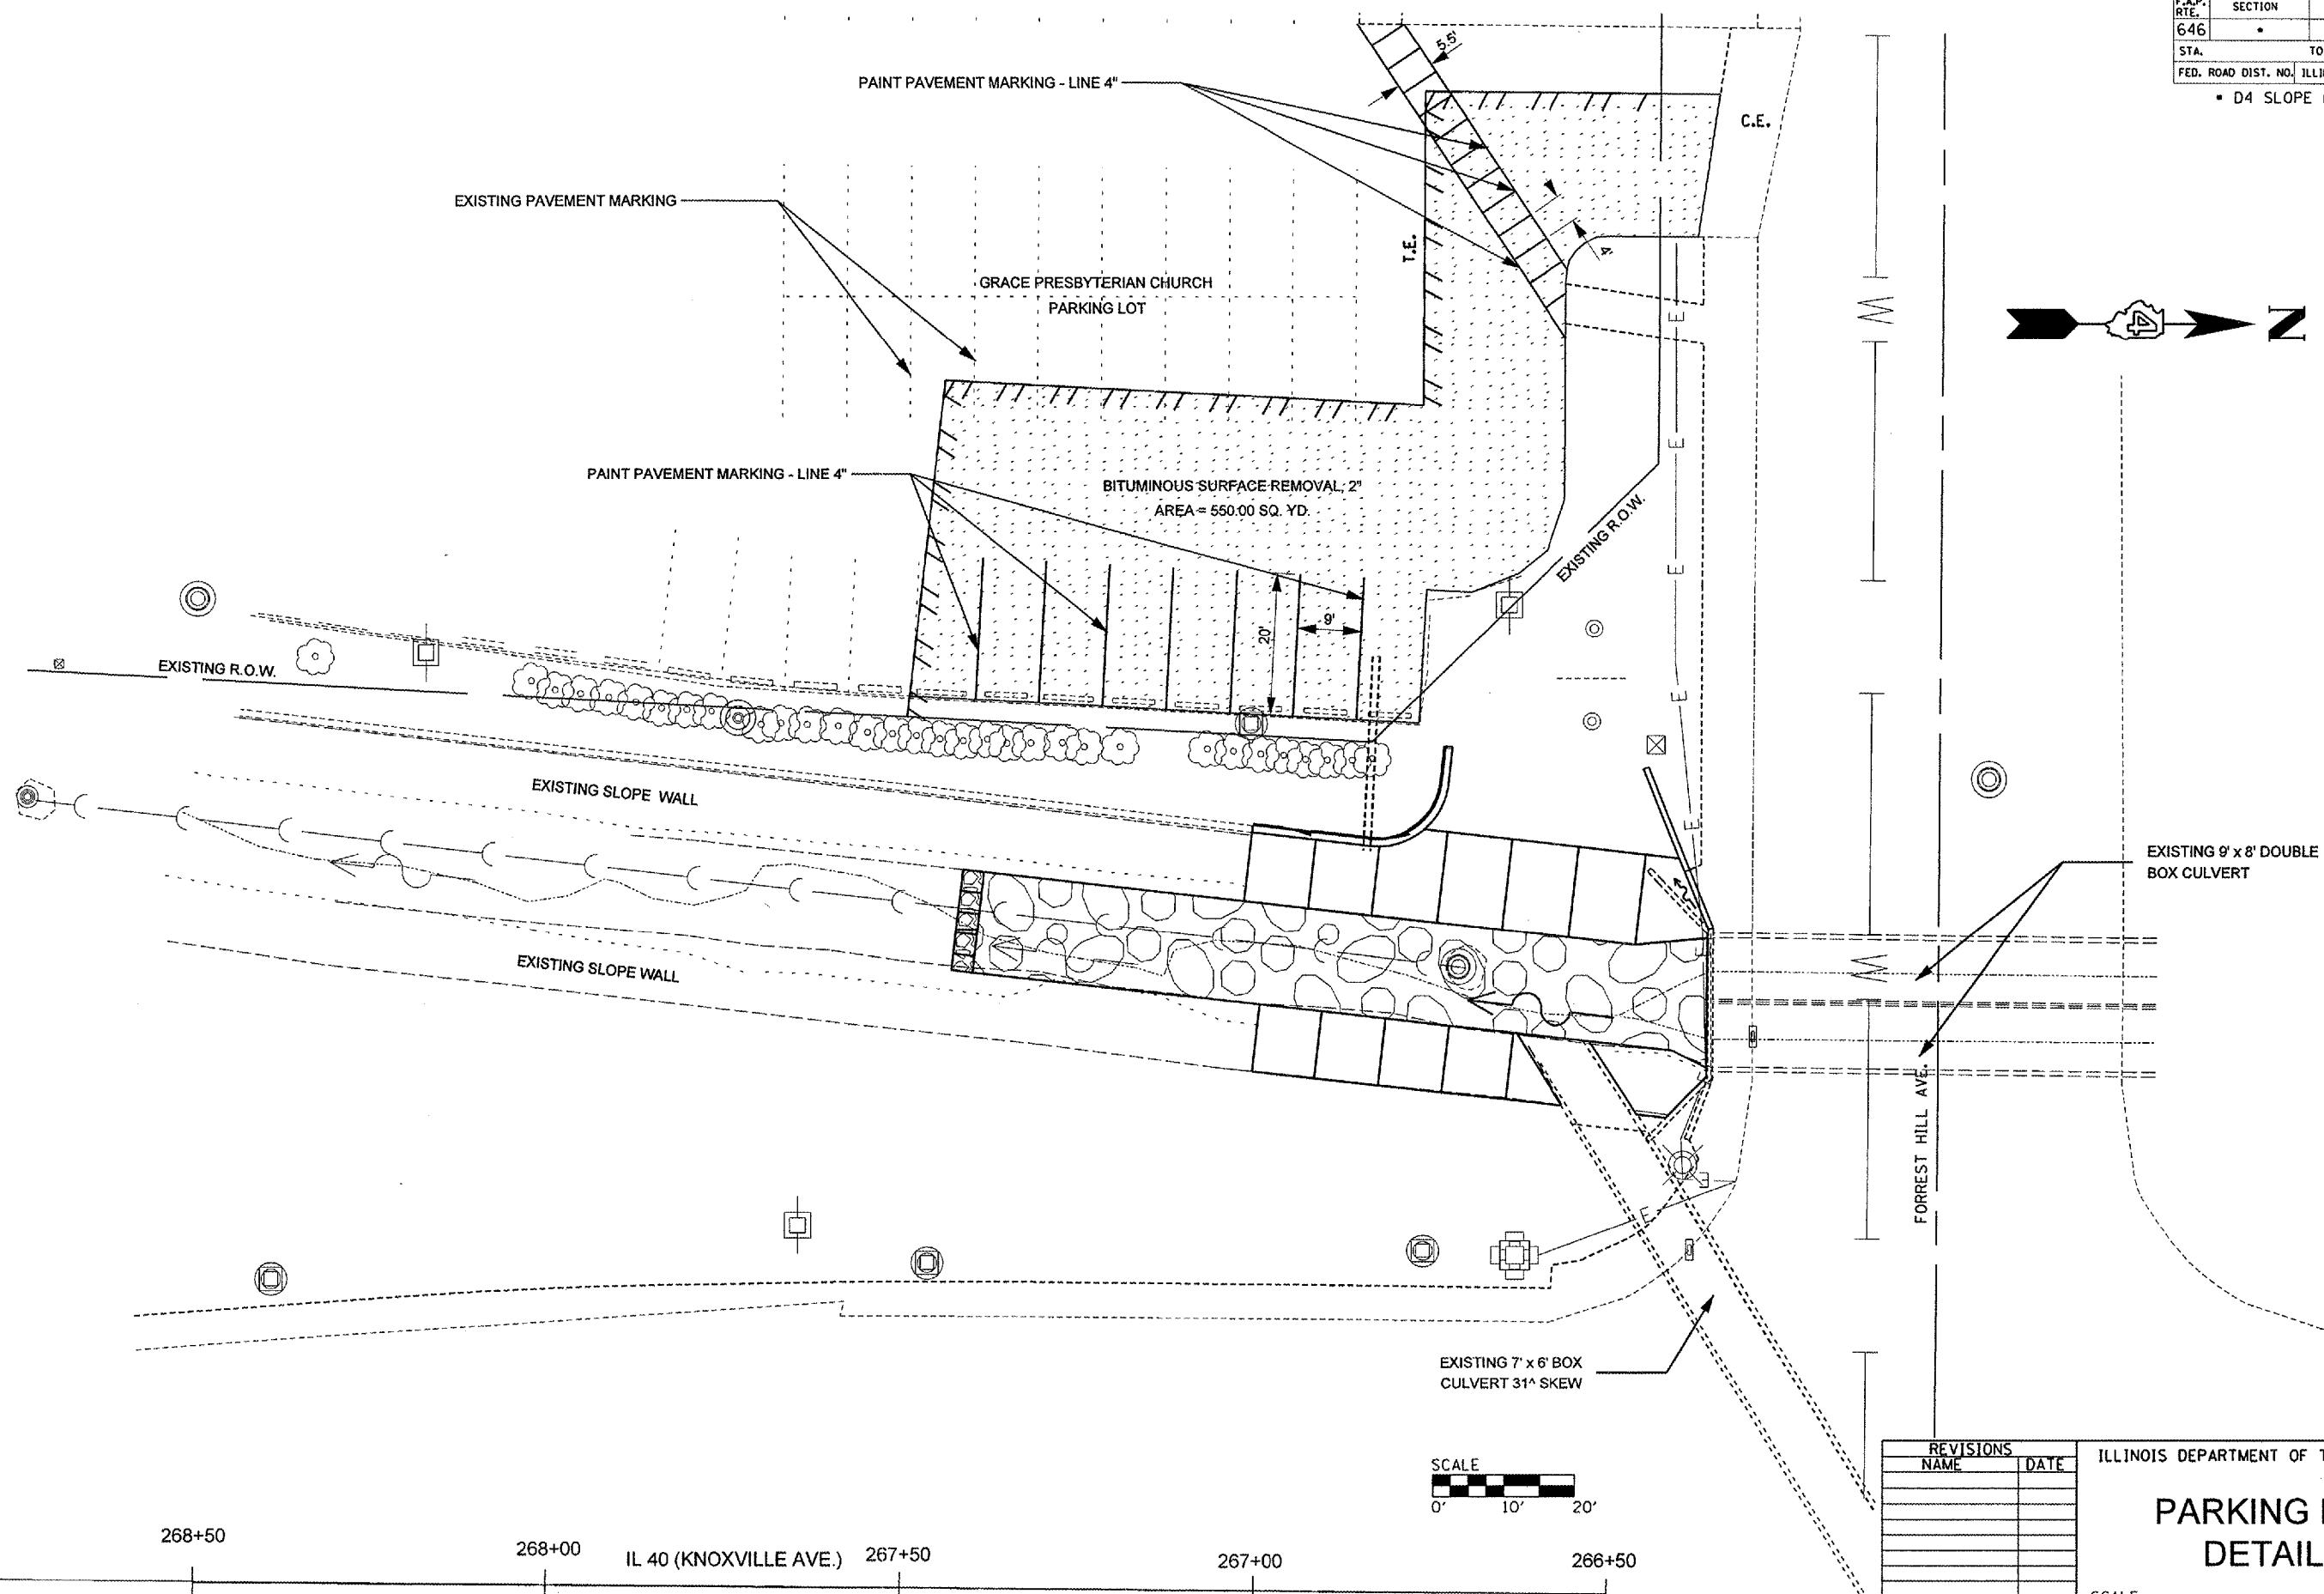 F.A.P. RTE.
SECTION
646
•
STA.
TO
FED. ROAD DIST. NO.
• D4 SLOPE
5.5'
PAINT PAVEMENT MARKING - LINE 4"
C.E.
EXISTING PAVEMENT MARKING
T.E.
4'
GRACE PRESBYTERIAN CHURCH
PARKING LOT
W
E
4
N
PAINT PAVEMENT MARKING - LINE 4"
BITUMINOUS SURFACE REMOVAL, 2"
AREA = 550.00 SQ. YD.
E
E
EXISTING R.O.W.
20'
9'
EXISTING R.O.W.
E
EXISTING SLOPE WALL
E
EXISTING 9' x 8' DOUBLE
BOX CULVERT
EXISTING SLOPE WALL
W
FORREST HILL AVE.
E
E
EXISTING 7' x 6' BOX
CULVERT 31^ SKEW
SCALE
0' 10' 20'
REVISIONS
NAME DATE
ILLINOIS DEPARTMENT OF
PARKING
DETAIL
268+50
268+00
IL 40 (KNOXVILLE AVE.)
267+50
267+00
266+50